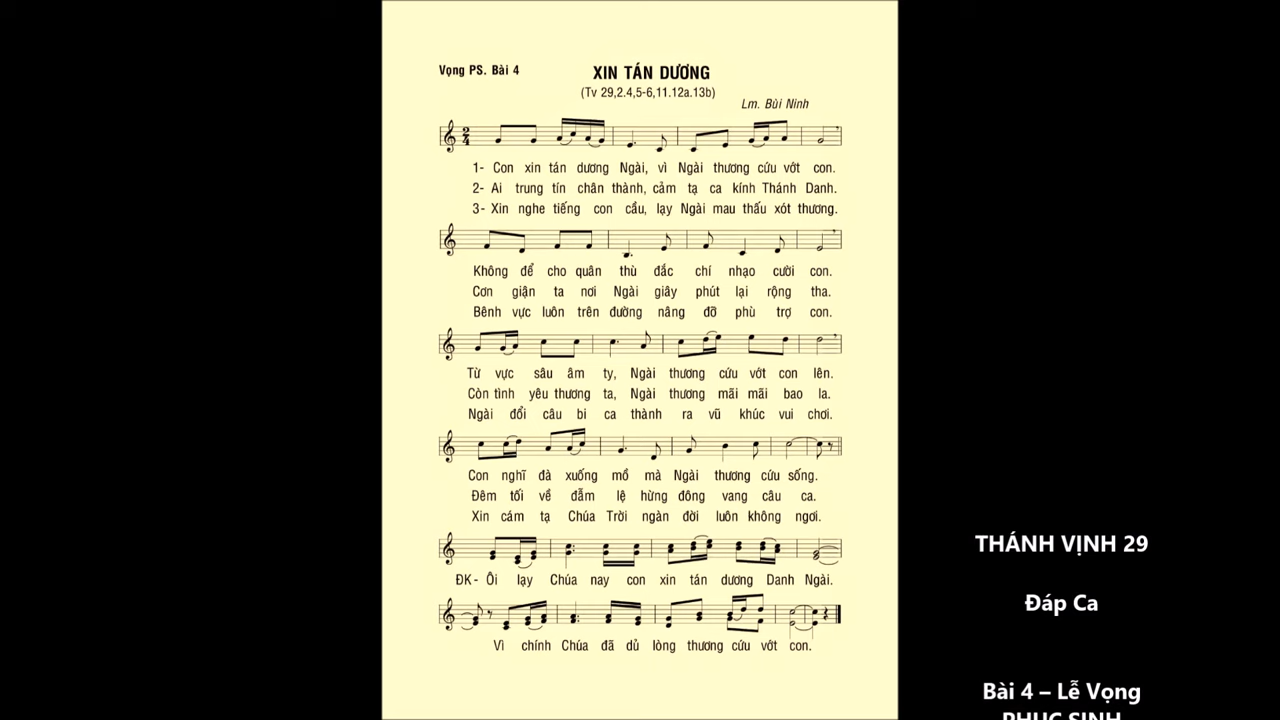 Vọng PS. Bài 4
XIN TÁN DƯƠNG
(Tv 29,2.4,5-6,11.12a.13b)
Lm. Bùi Ninh
1- Con xin tán dương Ngài, vì Ngài thương cứu vớt con.
2- Ai trung tín chân thành, cảm tạ ca kính Thánh Danh.
3- Xin nghe tiếng con cầu, lạy Ngài mau thấu xót thương.
Không để cho quân thù đắc chí nhạo cười con.
Cơn giận ta nơi Ngài giây phút lại rộng tha.
Bênh vực luôn trên đường nâng đỡ phù trợ con.
Từ vực sâu âm ty, Ngài thương cứu vớt con lên.
Còn tình yêu thương ta, Ngài thương mãi mãi bao la.
Ngài đổi câu bi ca thành ra vũ khúc vui chơi.
Con nghĩ đà xuống mồ mà Ngài thương cứu sống.
Đêm tối về dẫm lệ hừng đông vang câu ca.
Xin cám tạ Chúa Trời ngàn đời luôn không ngơi.
ĐK- Ôi lạy Chúa nay con xin tán dương Danh Ngài.
Vì chính Chúa đã dủ lòng thương cứu vớt con.
THÁNH VỊNH 29
Đáp Ca
Bài 4 – Lễ Vọng
PHỤC SINH